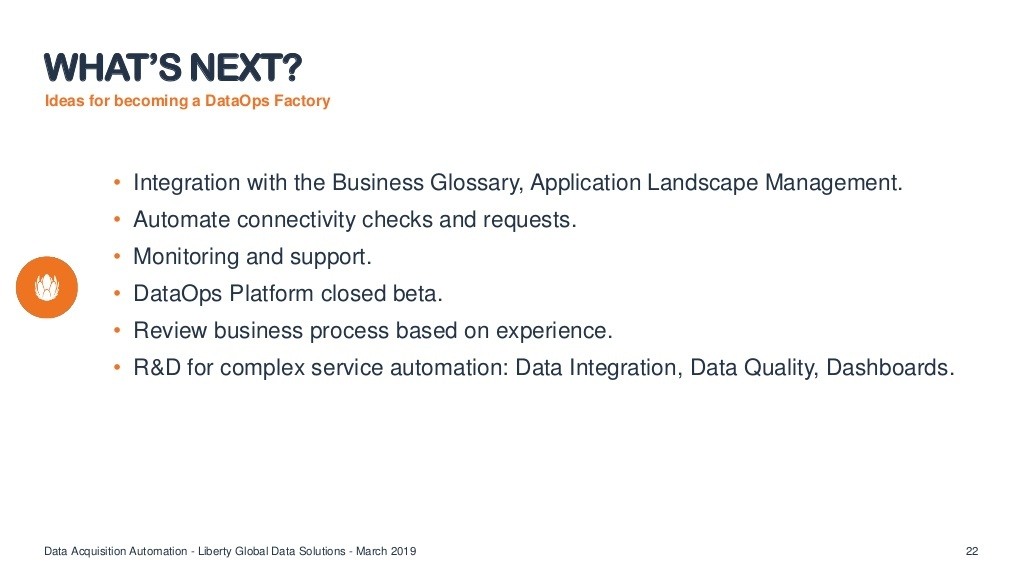 WHAT’S NEXT?
Ideas for becoming a DataOps Factory
• Integration with the Business Glossary, Application Landscape Management.
• Automate connectivity checks and requests.
• Monitoring and support.
• DataOps Platform closed beta.
• Review business process based on experience.
• R&D for complex service automation: Data Integration, Data Quality, Dashboards.
Data Acquisition Automation - Liberty Global Data Solutions - March 2019
22